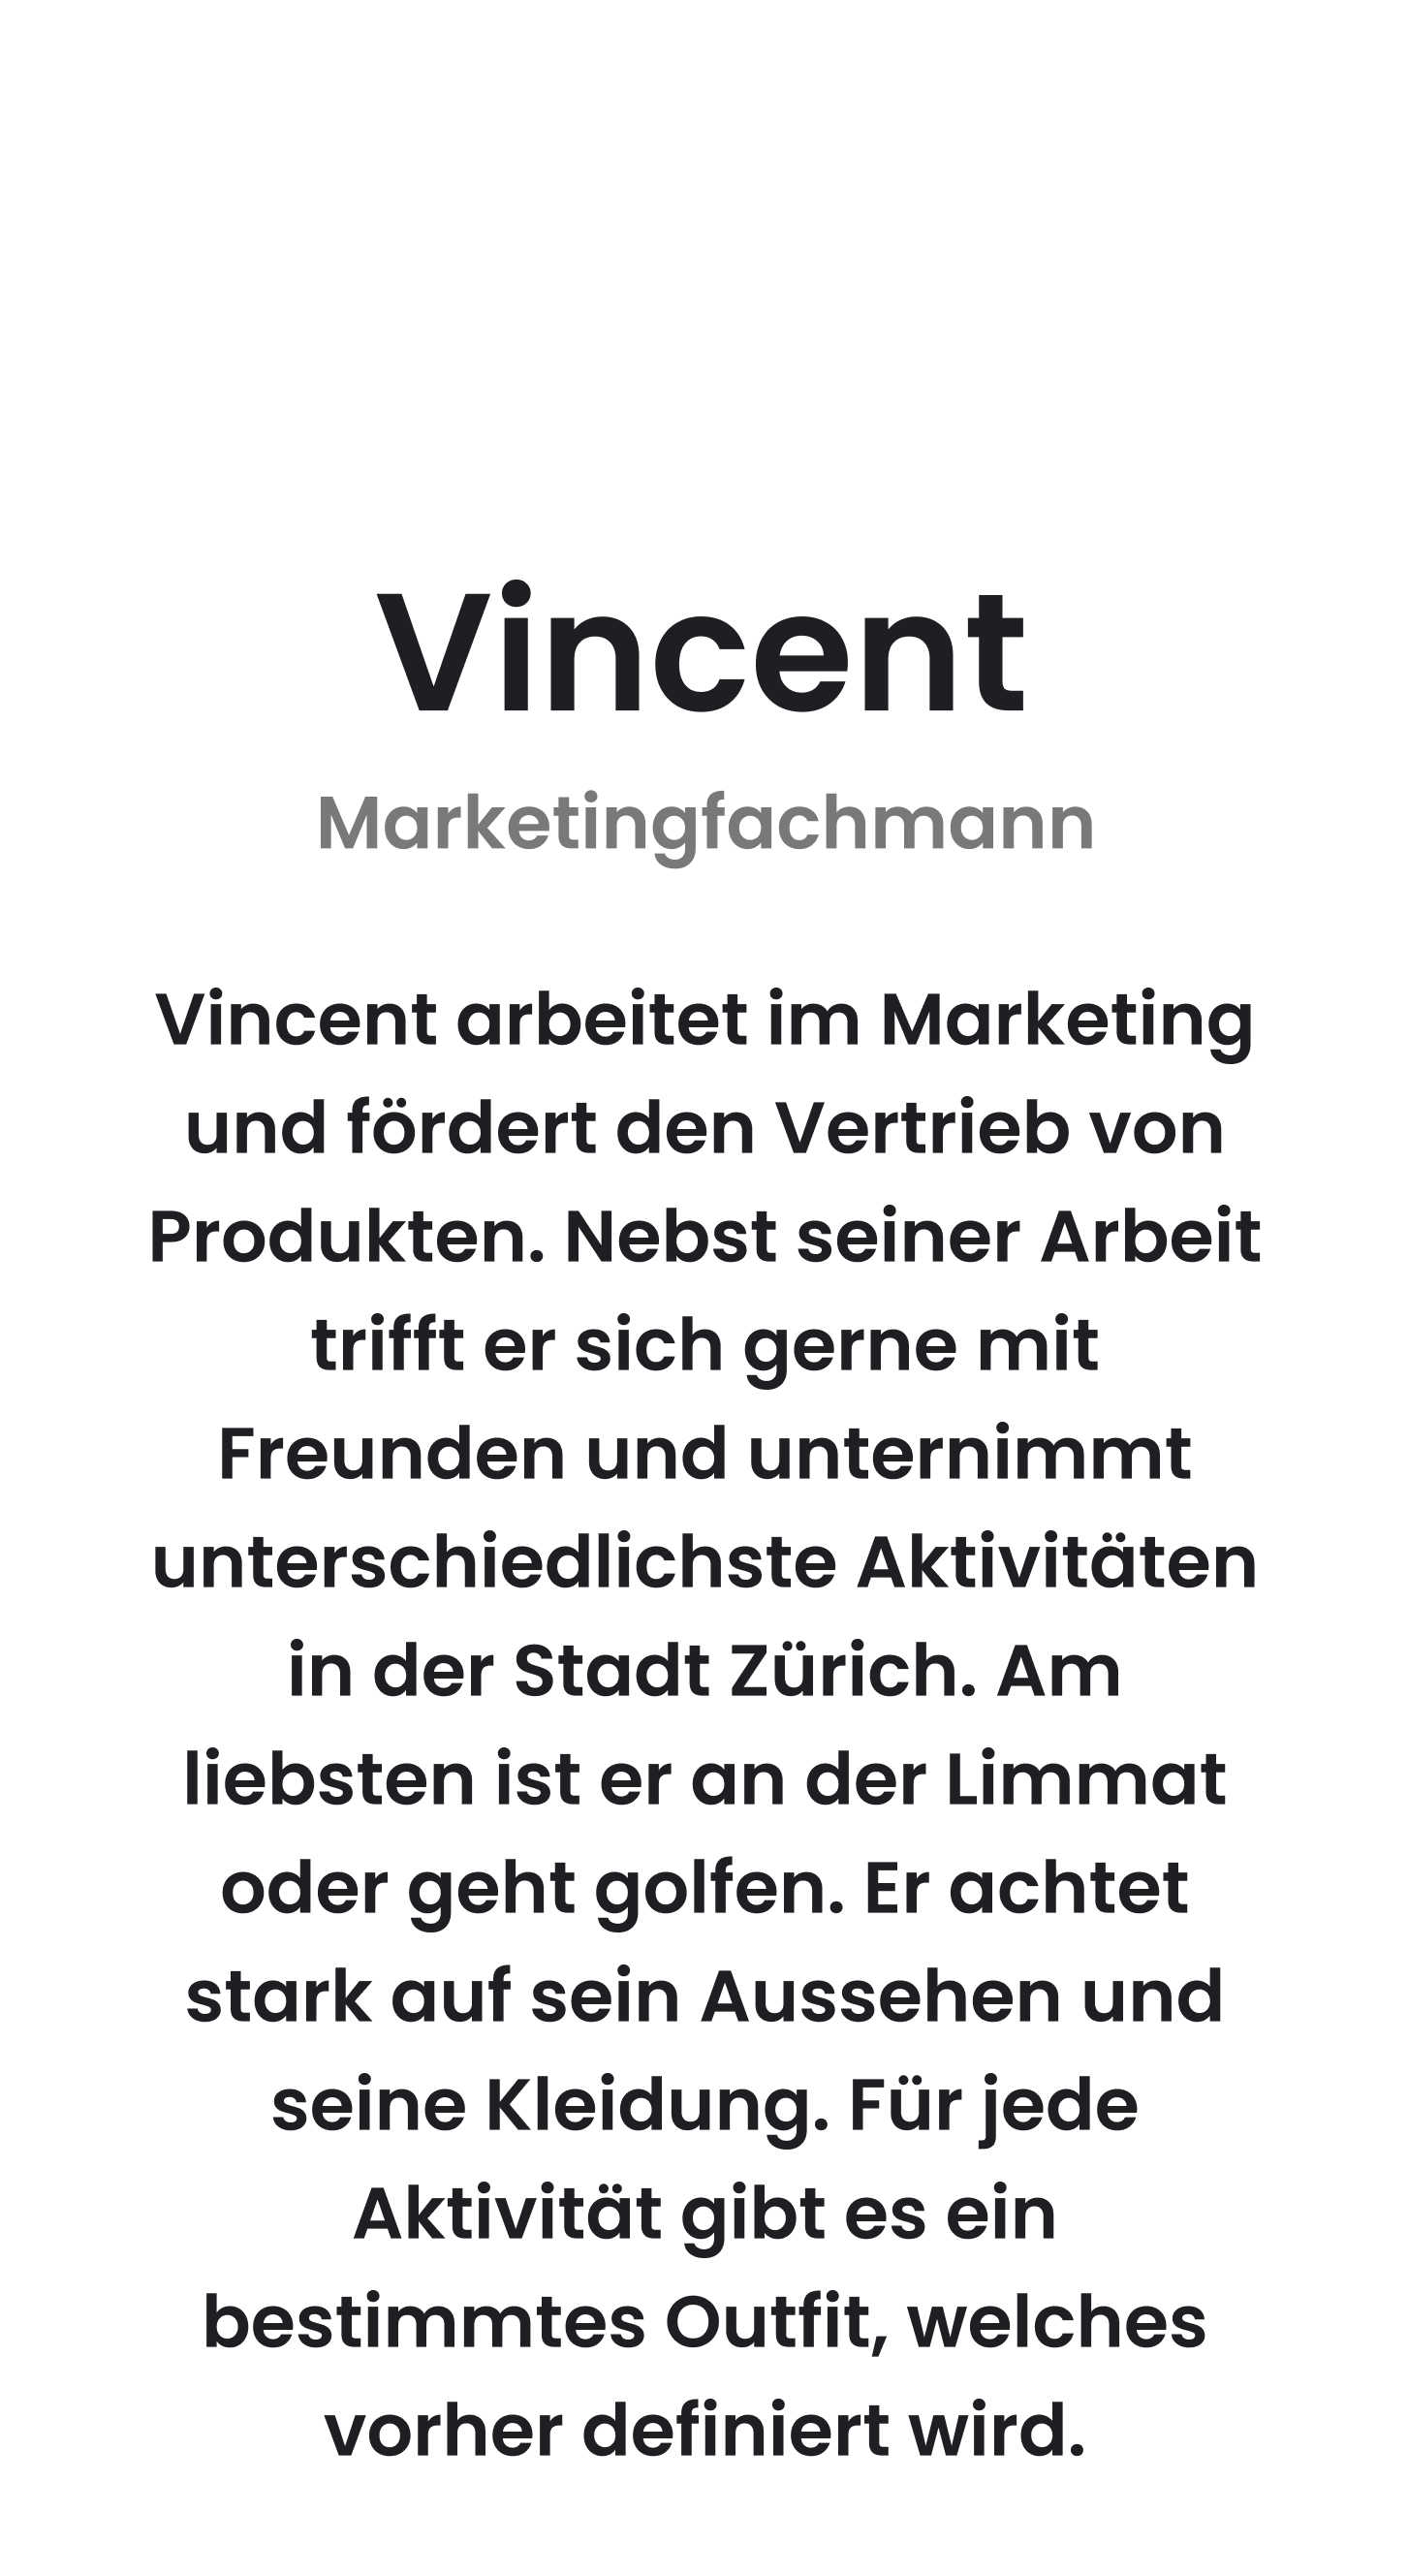 Vincent
Marketingfachmann
Vincent arbeitet im Marketing
und fördert den Vertrieb von
Produkten. Nebst seiner Arbeit
trifft er sich gerne mit
Freunden und unternimmt
unterschiedlichste Aktivitäten
in der Stadt Zürich. Am
liebsten ist er an der Limmat
oder geht golfen. Er achtet
stark auf sein Aussehen und
seine Kleidung. Für jede
Aktivität gibt es ein
bestimmtes Outfit, welches
vorher definiert wird.